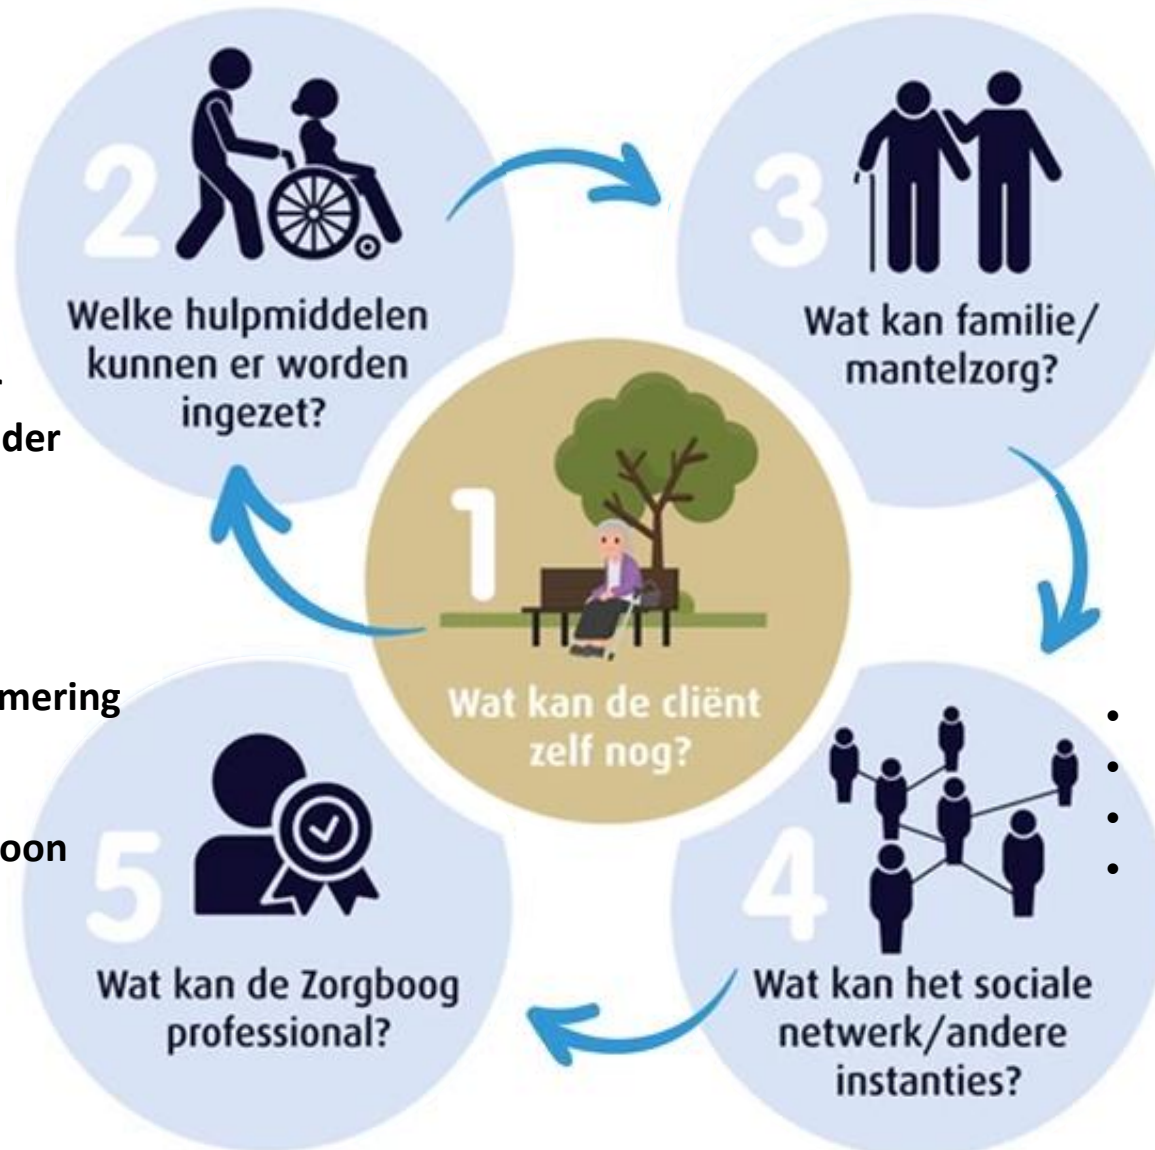 1
Wat kan de cliënt
zelf nog?
2
Welke hulpmiddelen
kunnen er worden
ingezet?
3
Wat kan familie/
mantelzorg?
4
Wat kan het sociale
netwerk/andere
instanties?
5
Wat kan de Zorgboog
professional?
der
mering
oon
•
•
•
•